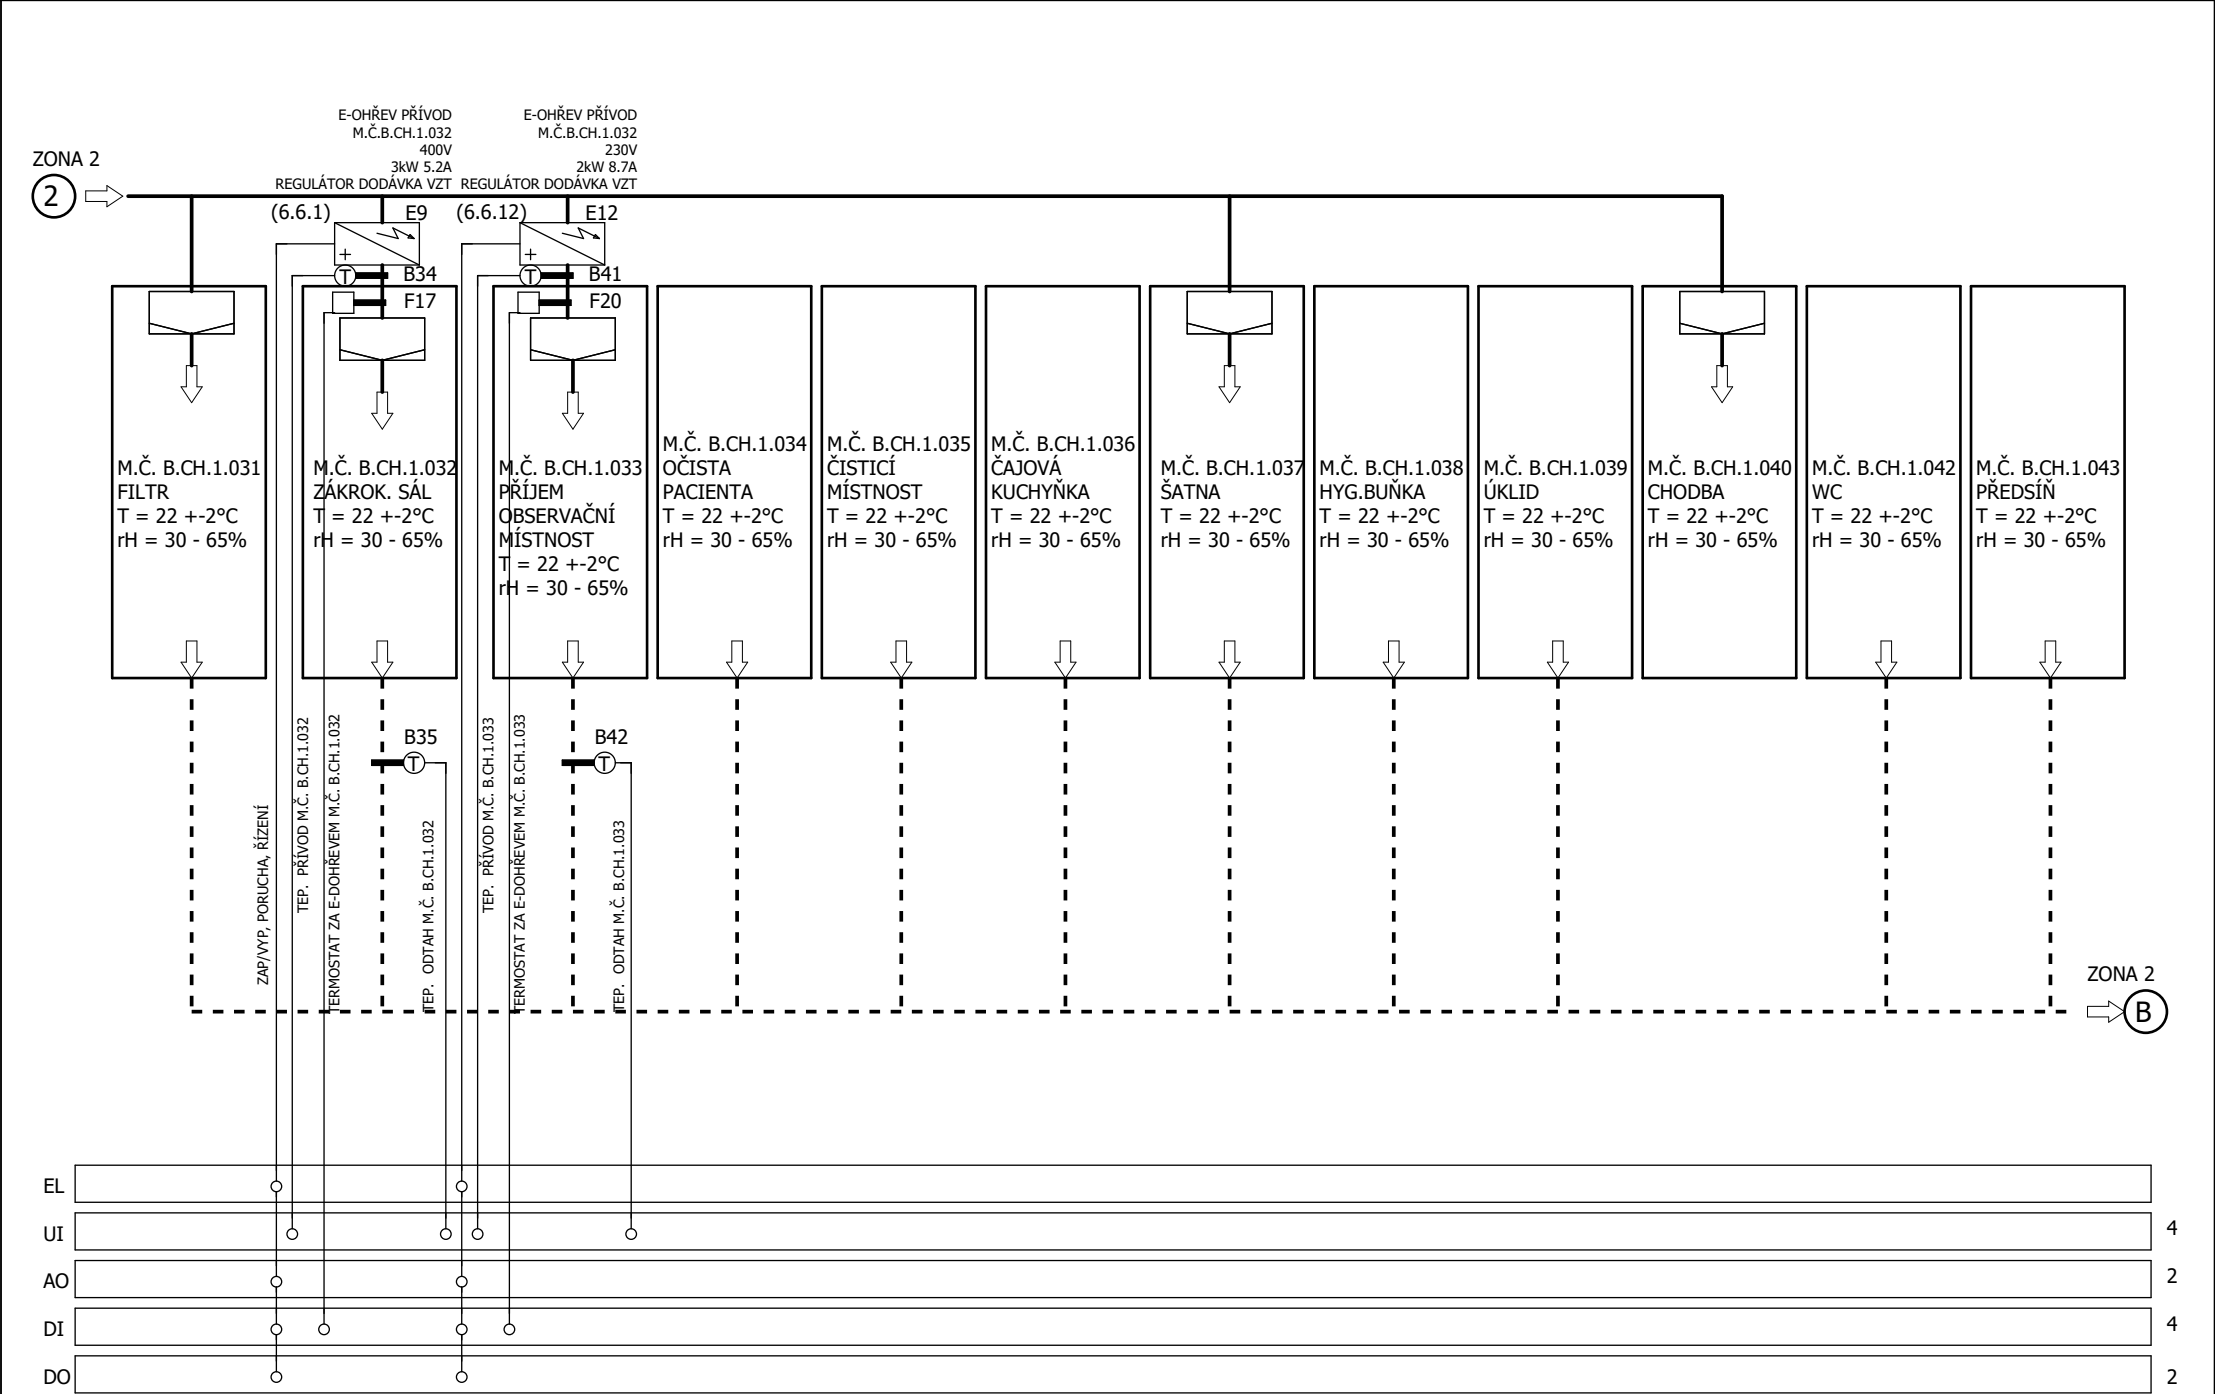 E-OHŘEV PŘÍVOD
M.Č.B.CH.1.032
400V
3kW 5.2A
REGULÁTOR DODÁVKA VZT
E-OHŘEV PŘÍVOD
M.Č.B.CH.1.032
230V
2kW 8.7A
REGULÁTOR DODÁVKA VZT
ZONA 2
2
(6.6.1)
E9
(6.6.12)
E12
+
+
T
B34
T
B41
F17
F20
M.Č. B.CH.1.031
FILTR
T = 22 +-2°C
rH = 30 - 65%
M.Č. B.CH.1.032
ZÁKROK. SÁL
T = 22 +-2°C
rH = 30 - 65%
M.Č. B.CH.1.033
PŘÍJEM
OBSERVAČNÍ
MÍSTNOST
T = 22 +-2°C
rH = 30 - 65%
M.Č. B.CH.1.034
OČISTA
PACIENTA
T = 22 +-2°C
rH = 30 - 65%
M.Č. B.CH.1.035
ČISTICÍ
MÍSTNOST
T = 22 +-2°C
rH = 30 - 65%
M.Č. B.CH.1.036
ČAJOVÁ
KUCHYŇKA
T = 22 +-2°C
rH = 30 - 65%
M.Č. B.CH.1.037
ŠATNA
T = 22 +-2°C
rH = 30 - 65%
M.Č. B.CH.1.038
HYG.BUŇKA
T = 22 +-2°C
rH = 30 - 65%
M.Č. B.CH.1.039
ÚKLID
T = 22 +-2°C
rH = 30 - 65%
M.Č. B.CH.1.040
CHODBA
T = 22 +-2°C
rH = 30 - 65%
M.Č. B.CH.1.042
WC
T = 22 +-2°C
rH = 30 - 65%
M.Č. B.CH.1.043
PŘEDSÍŇ
T = 22 +-2°C
rH = 30 - 65%
ZAP/VYP, PORUCHA, ŘÍZENÍ
TEP. PŘÍVOD M.Č. B.CH.1.032
TERMOSTAT ZA E-DOHŘEVEM M.Č. B.CH.1.032
B35
T
TEP. ODTAH M.Č. B.CH.1.032
TEP. PŘÍVOD M.Č. B.CH.1.033
TERMOSTAT ZA E-DOHŘEVEM M.Č. B.CH.1.033
B42
T
TEP. ODTAH M.Č. B.CH.1.033
ZONA 2
B
EL
UI
4
AO
2
DI
4
DO
2